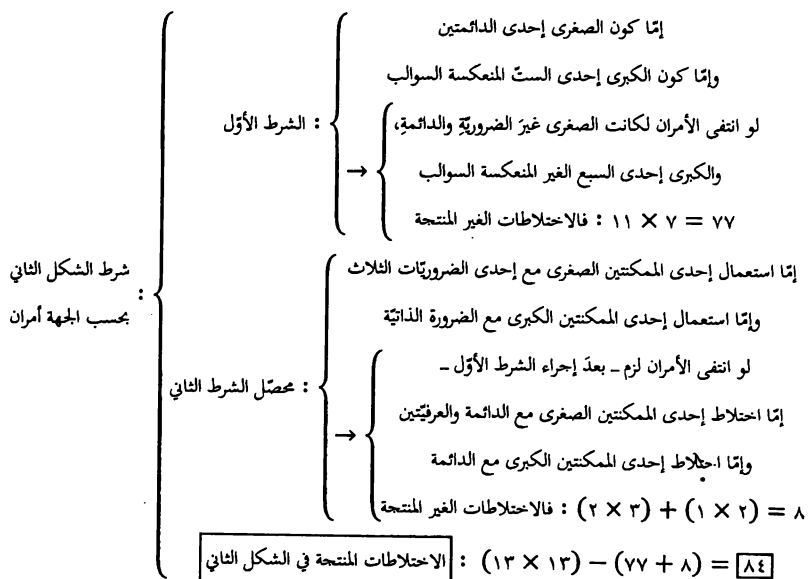 إمّا كون الصغرى إحدى الدائمتين
وإمّا كون الكبرى إحدى الستّ المنعكسة السوالب
الشرط الأوّل :
لو انتفى الأمران لكانت الصغرى غيرَ الضروريّةِ والدائمةِ،
→ والكبرى إحدى السبع الغير المنعكسة السوالب
فالاختلاطات الغير المنتجة : ١١ × ٧ = ٧٧
شرط الشكل الثاني
بحسب الجهة أمران :
إمّا استعمال إحدى الممكنتين الصغرى مع إحدى الضروريّات الثلاث
وإمّا استعمال إحدى الممكنتين الكبرى مع الضرورة الذاتيّة
محصّل الشرط الثاني :
لو انتفى الأمران لزم – بعدَ إجراء الشرط الأوّل –
→ إمّا اختلاط إحدى الممكنتين الصغرى مع الدائمة والعرفيّتين
وإمّا اختلاط إحدى الممكنتين الكبرى مع الدائمة
فالاختلاطات الغير المنتجة : (٢ × ٣) + (١ × ٢) = ٨
الاختلاطات المنتجة في الشكل الثاني : (١٣ × ١٣) – (٧٧ + ٨) = ٨٤